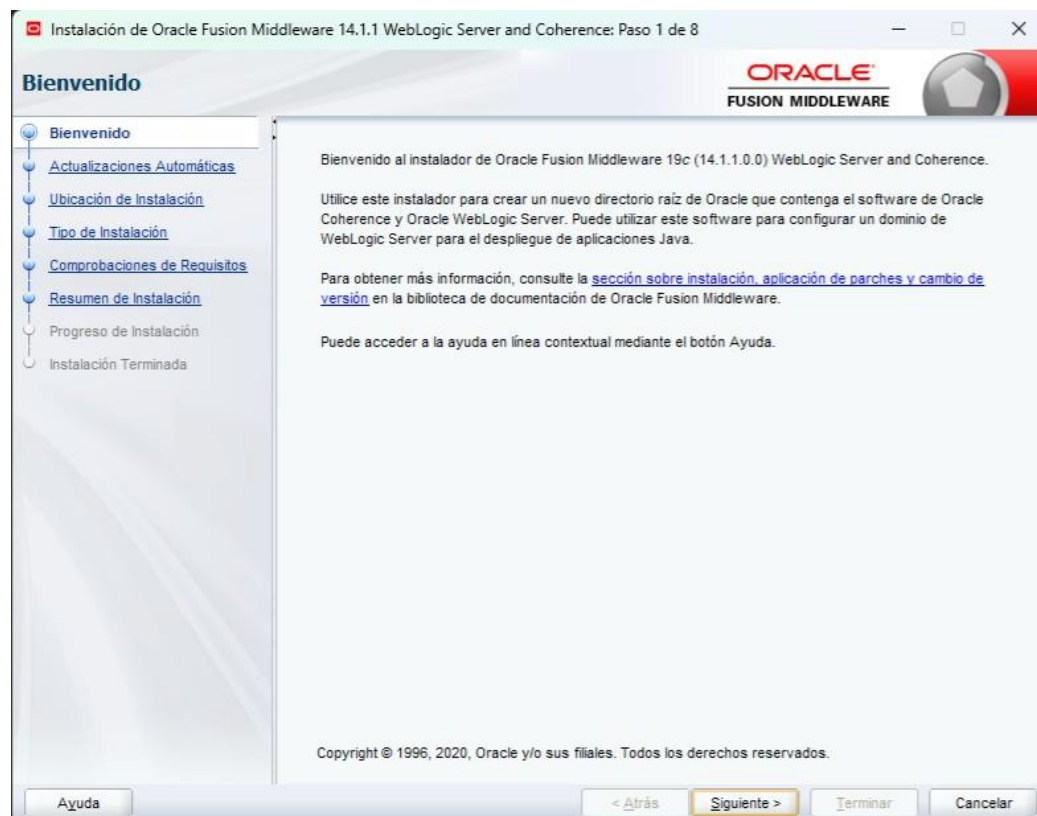 Instalación de Oracle Fusion Middleware 14.1.1 WebLogic Server and Coherence: Paso 1 de 8
Bienvenido
ORACLE
FUSION MIDDLEWARE
Bienvenido
Actualizaciones Automáticas
Ubicación de Instalación
Tipo de Instalación
Comprobaciones de Requisitos
Resumen de Instalación
Progreso de Instalación
Instalación Terminada
Bienvenido al instalador de Oracle Fusion Middleware 19c (14.1.1.0.0) WebLogic Server and Coherence.
Utilice este instalador para crear un nuevo directorio raíz de Oracle que contenga el software de Oracle
Coherence y Oracle WebLogic Server. Puede utilizar este software para configurar un dominio de
WebLogic Server para el despliegue de aplicaciones Java.
Para obtener más información, consulte la sección sobre instalación, aplicación de parches y cambio de
versión en la biblioteca de documentación de Oracle Fusion Middleware.
Puede acceder a la ayuda en línea contextual mediante el botón Ayuda.
Copyright © 1996, 2020, Oracle y/o sus filiales. Todos los derechos reservados.
Ayuda
< Atrás
Siguiente >
Terminar
Cancelar